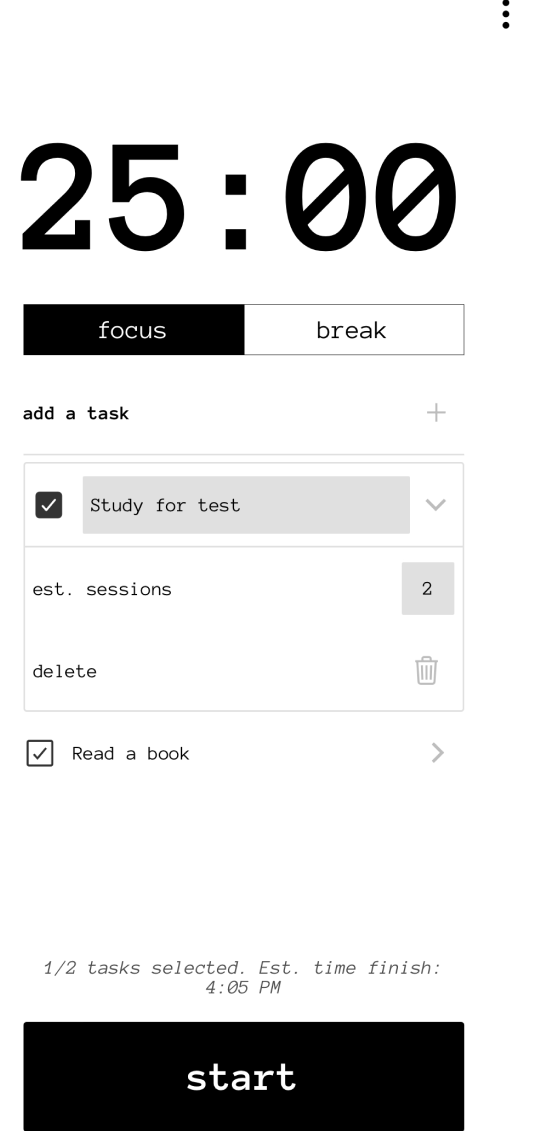 25:00
focus break
add a task
Study for test
est. sessions 2
delete
Read a book
1/2 tasks selected. Est. time finish:
4:05 PM
start